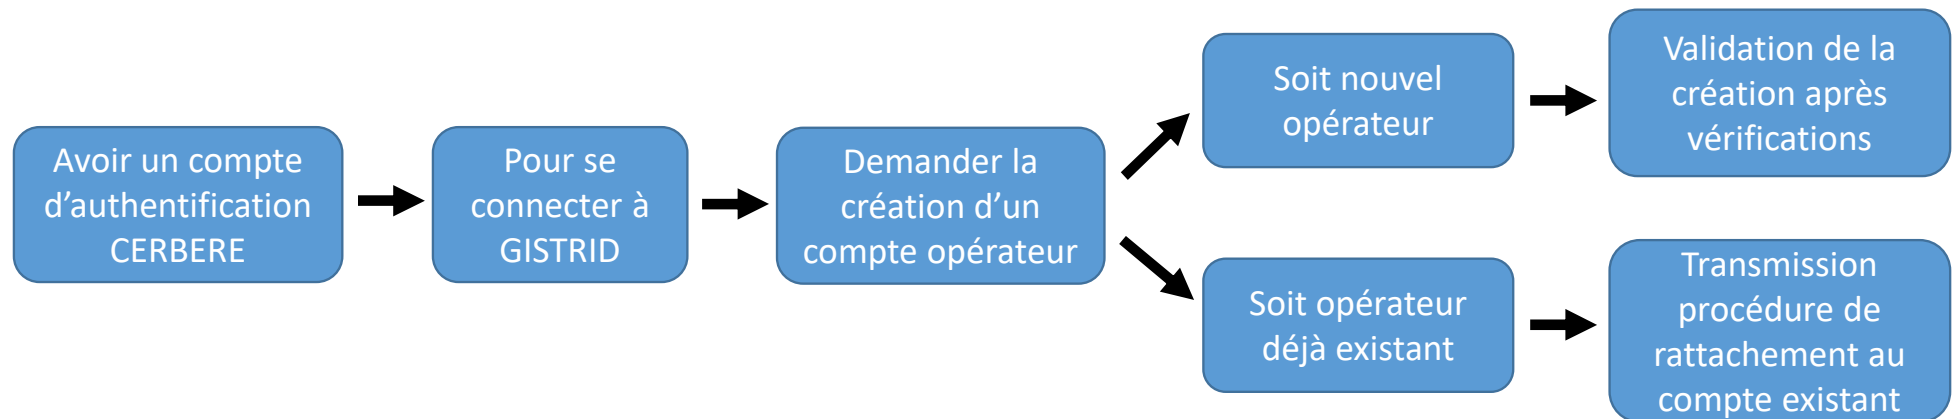 Avoir un compte
d’authentification
CERBERE
Pour se
connecter à
GISTRID
Demander la
création d’un
compte opérateur
Soit nouvel
opérateur
Validation de la
création après
vérifications
Soit opérateur
déjà existant
Transmission
procédure de
rattachement au
compte existant